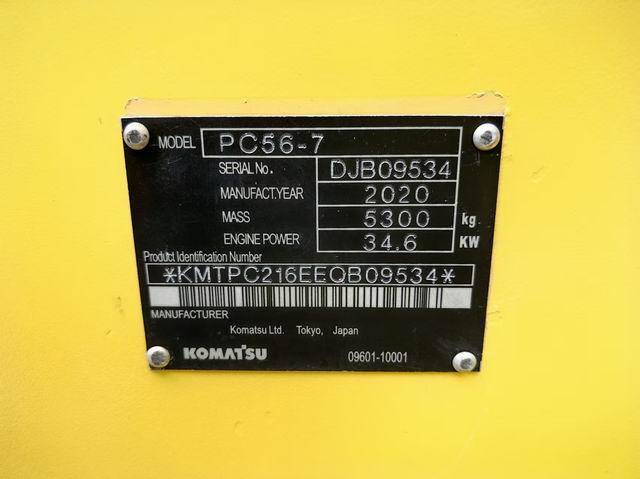 MODEL PC56-7
SERIAL No. DJB09534
MANUFACT.YEAR 2020
MASS 5300 kg
ENGINE POWER 34.6 KW
Product Identification Number
*KMTPC216EEQB09534*
MANUFACTURER
Komatsu Ltd. Tokyo, Japan
KOMATSU 09601-10001